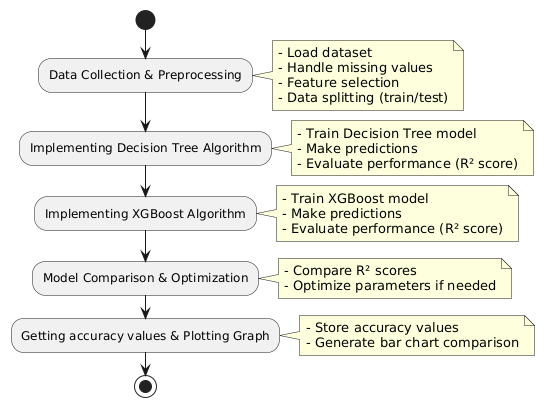 Data Collection & Preprocessing
- Load dataset
- Handle missing values
- Feature selection
- Data splitting (train/test)
Implementing Decision Tree Algorithm
- Train Decision Tree model
- Make predictions
- Evaluate performance (R² score)
Implementing XGBoost Algorithm
- Train XGBoost model
- Make predictions
- Evaluate performance (R² score)
Model Comparison & Optimization
- Compare R² scores
- Optimize parameters if needed
Getting accuracy values & Plotting Graph
- Store accuracy values
- Generate bar chart comparison